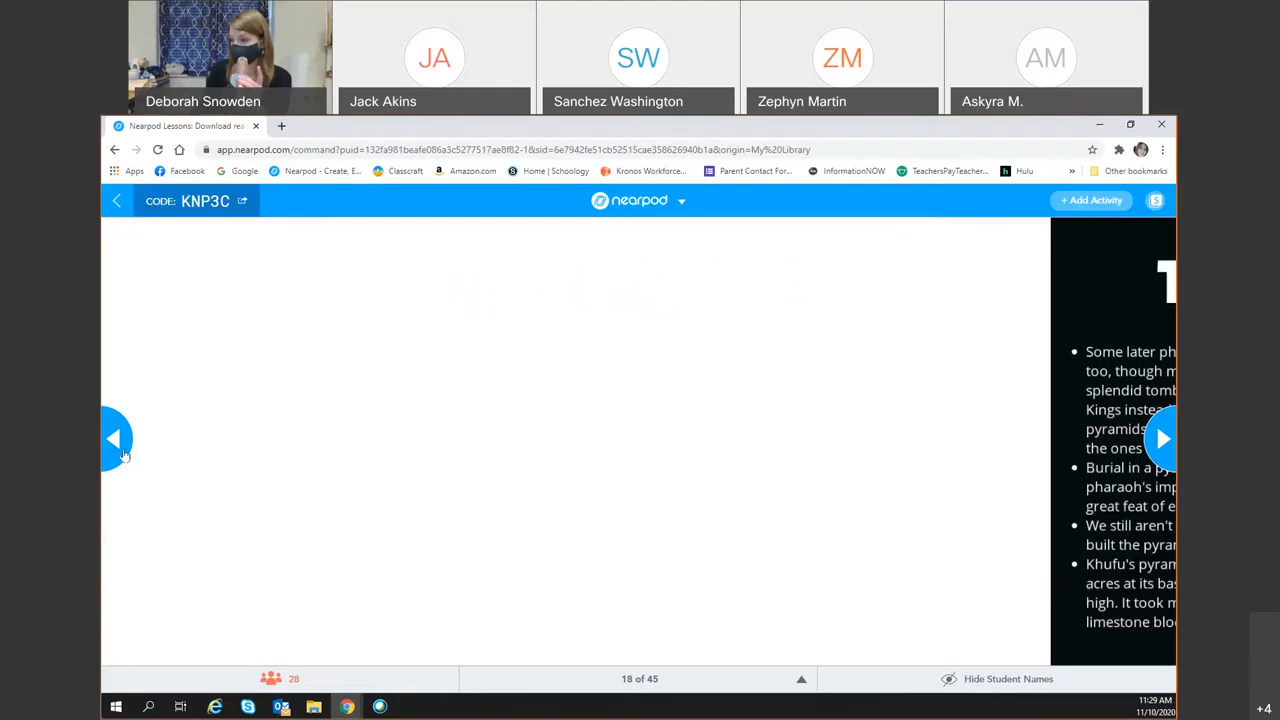 JA
SW
ZM
AM
Deborah Snowden
Jack Akins
Sanchez Washington
Zephyn Martin
Askyra M.
Nearpod Lessons: Download rea
app.nearpod.com/command?puid=132fa981beafe086a3c5277517ae8f82-1&sid=6e7942fe51cb52515cae358626940b1a&origin=My%20Library
Apps
Facebook
Google
Nearpod - Create, E...
Classcraft
Amazon.com
Home | Schoology
Kronos Workforce...
Parent Contact For...
InformationNOW
TeachersPayTeacher...
Hulu
»
Other bookmarks
CODE: KNP3C
nearpod
+ Add Activity
S
• Some later ph
too, though m
splendid tomb
Kings instea
pyramids
the ones
• Burial in a py
pharaoh's imp
great feat of e
• We still aren't
built the pyra
• Khufu's pyram
acres at its bas
high. It took m
limestone bloc
28
18 of 45
Hide Student Names
11:29 AM
11/10/2020
+4